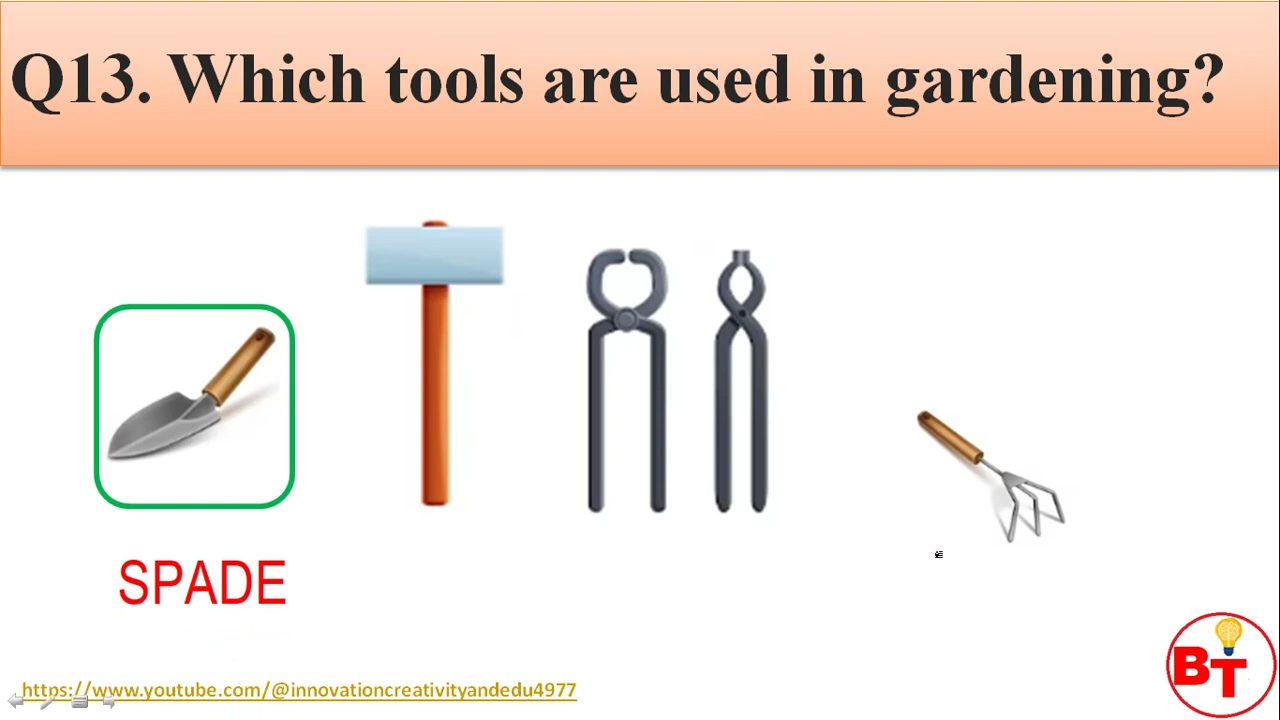 Q13. Which tools are used in gardening?
SPADE
https://www.youtube.com/@innovationcreativityandedu4977
BT